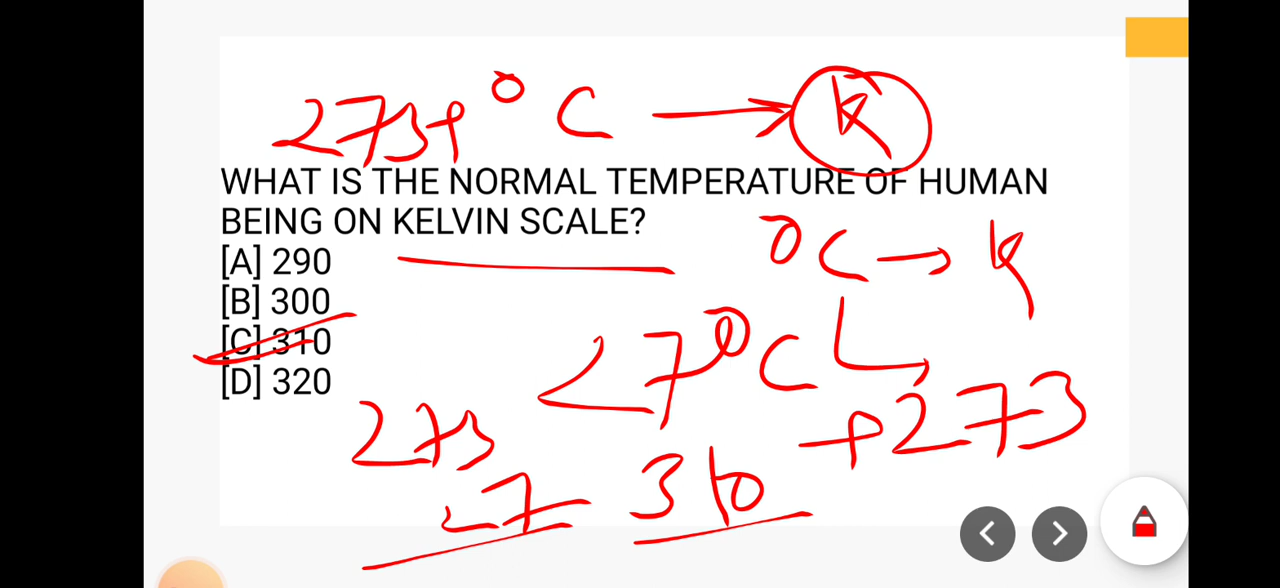 273+ °C → K
WHAT IS THE NORMAL TEMPERATURE OF HUMAN
BEING ON KELVIN SCALE?
°C → K
[A] 290
[B] 300
[C] 310
[D] 320
27°C
+273
273
27
310